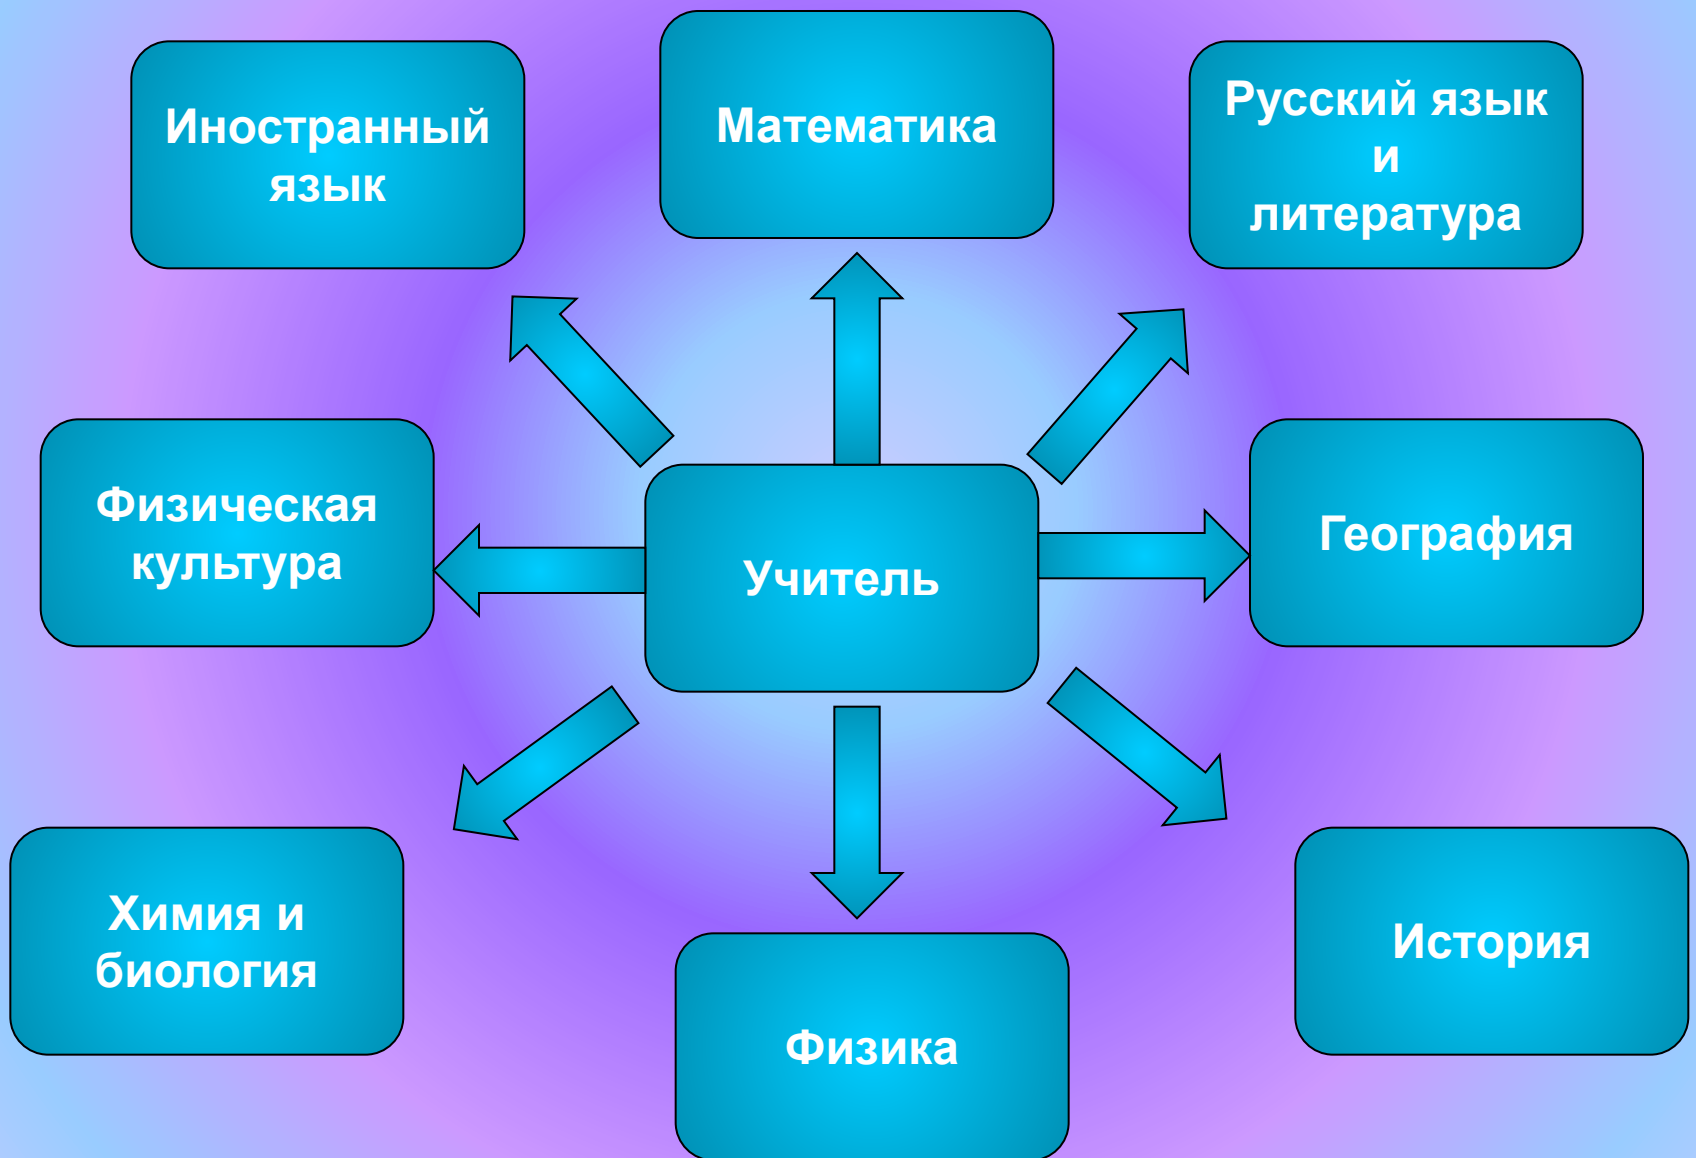 Иностранный
язык
Математика
Русский язык
и
литература
Физическая
культура
Учитель
География
Химия и
биология
Физика
История